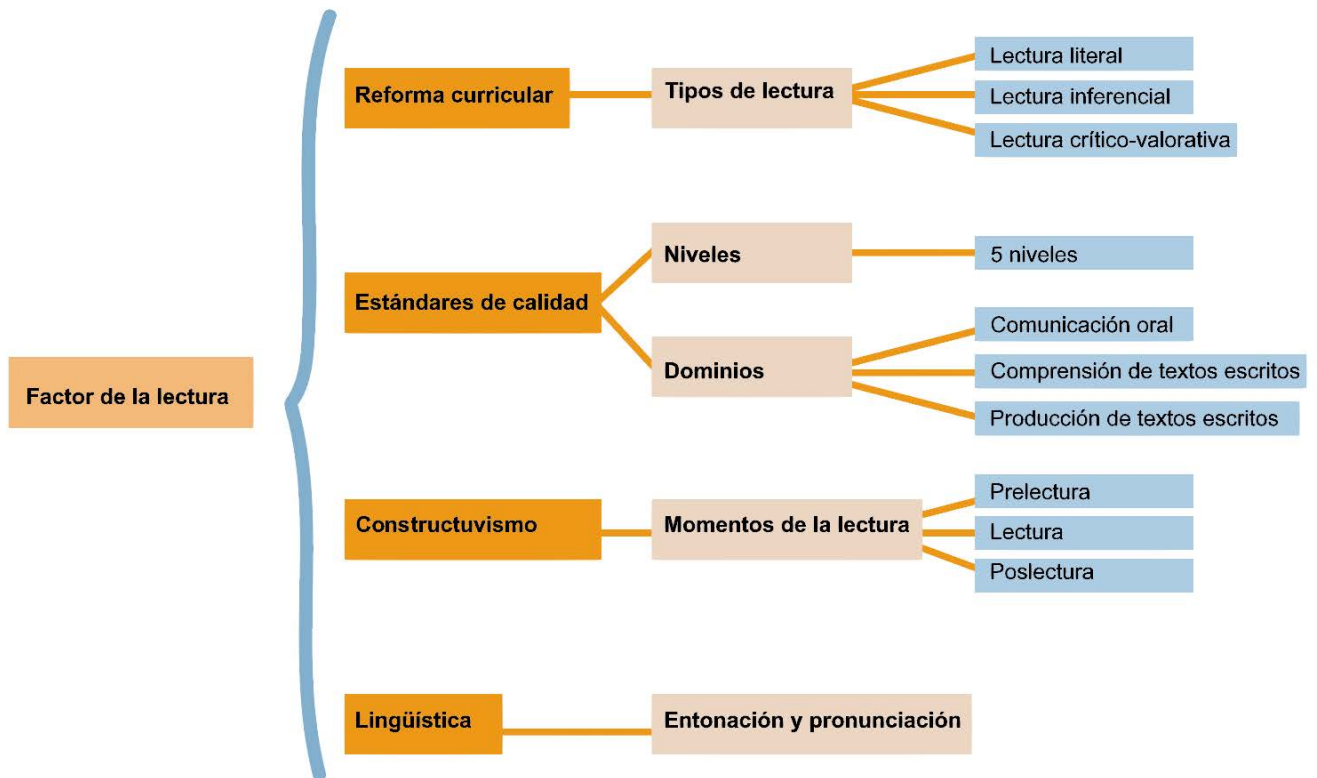 Factor de la lectura
Reforma curricular
Tipos de lectura
Lectura literal
Lectura inferencial
Lectura crítico-valorativa
Estándares de calidad
Niveles
5 niveles
Dominios
Comunicación oral
Comprensión de textos escritos
Producción de textos escritos
Constructuvismo
Momentos de la lectura
Prelectura
Lectura
Poslectura
Lingüística
Entonación y pronunciación